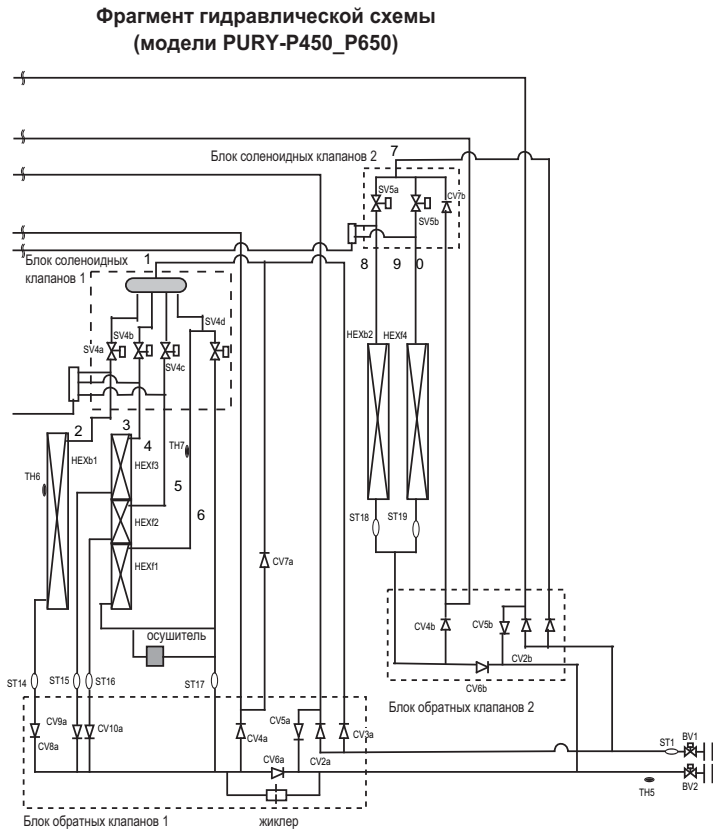 Фрагмент гидравлической схемы
(модели PURY-P450_P650)
Блок соленоидных клапанов 2
7
SV5a
CV7b
SV5b
Блок соленоидных
клапанов 1
1
8
9
0
SV4d
SV4b
SV4a
SV4c
HEXb2
HEXf4
2
3
4
TH7
HEXb1
HEXf3
TH6
5
6
HEXf2
ST18
ST19
HEXf1
CV7a
CV4b
CV5b
осушитель
CV2b
CV6b
ST14
ST15
ST16
ST17
Блок обратных клапанов 2
CV9a
CV10a
CV8a
CV5a
CV4a
CV3a
CV2a
CV6a
ST1
BV1
BV2
TH5
Блок обратных клапанов 1
жиклер